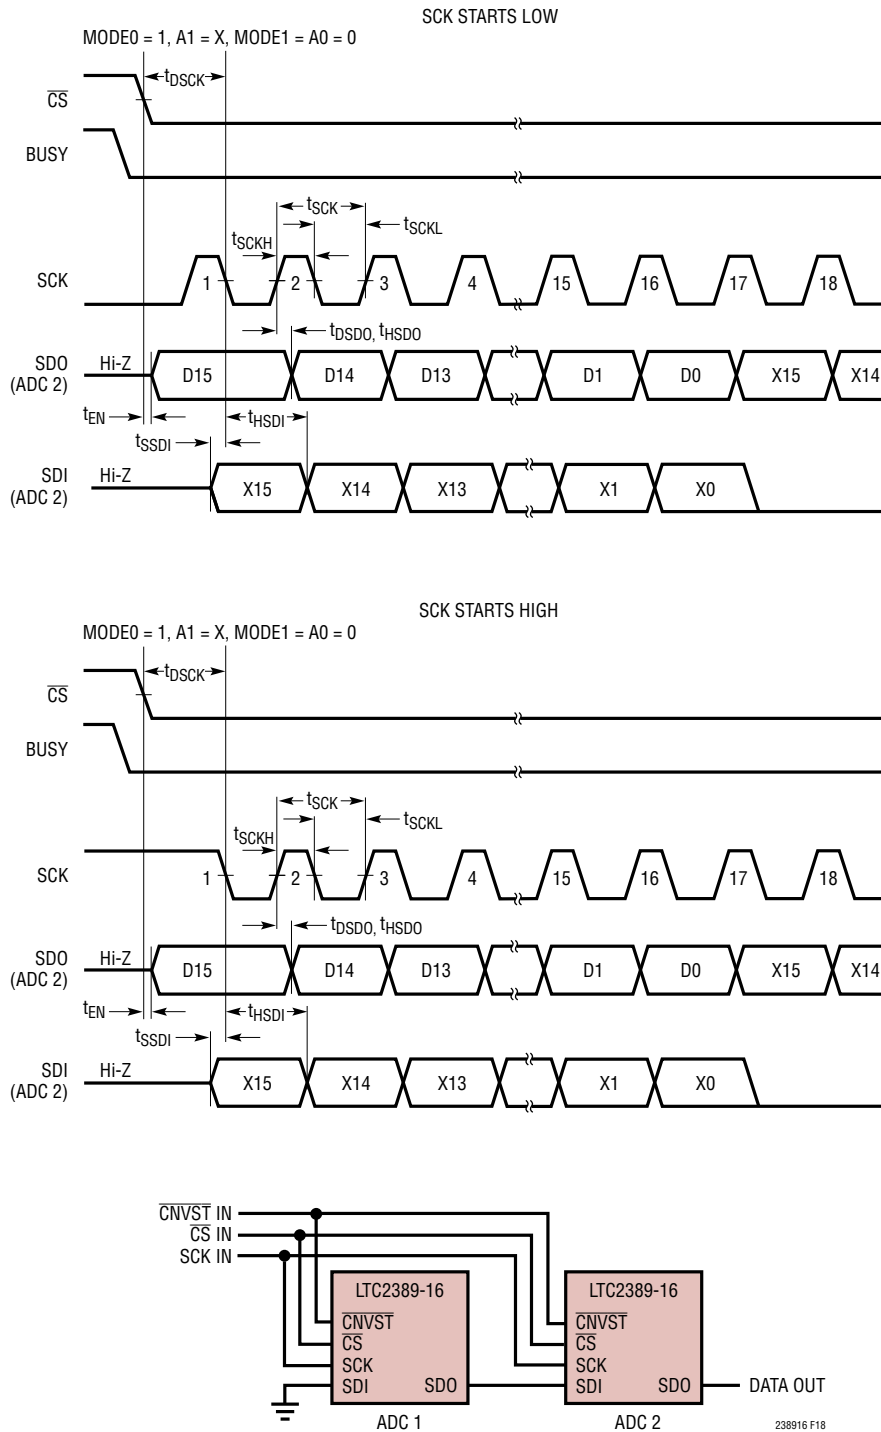 SCK STARTS LOW
MODE0 = 1, A1 = X, MODE1 = A0 = 0
tDSCK
CS
BUSY
tSCK
tSCKH
tSCKL
SCK
1 2 3 4 15 16 17 18
tDSDO, tHSDO
SDO
(ADC 2)
Hi-Z
D15 D14 D13 D1 D0 X15 X14
tEN
tHSDI
tSSDI
SDI
(ADC 2)
Hi-Z
X15 X14 X13 X1 X0
SCK STARTS HIGH
MODE0 = 1, A1 = X, MODE1 = A0 = 0
tDSCK
CS
BUSY
tSCK
tSCKH
tSCKL
SCK
1 2 3 4 15 16 17 18
tDSDO, tHSDO
SDO
(ADC 2)
Hi-Z
D15 D14 D13 D1 D0 X15 X14
tEN
tHSDI
tSSDI
SDI
(ADC 2)
Hi-Z
X15 X14 X13 X1 X0
CNVST IN
CS IN
SCK IN
LTC2389-16
CNVST
CS
SCK
SDI SDO
ADC 1
LTC2389-16
CNVST
CS
SCK
SDI SDO
ADC 2
DATA OUT
238916 F18